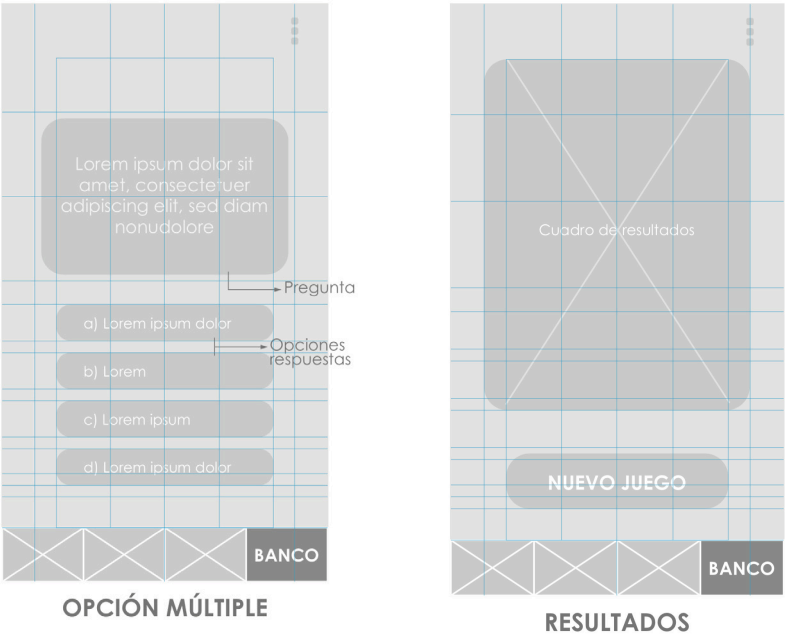 Lorem ipsum dolor sit
amet, consectetuer
adipiscing elit, sed diam
nonudolore
Pregunta
a) Lorem ipsum dolor
Opciones
respuestas
b) Lorem
c) Lorem ipsum
d) Lorem ipsum dolor
BANCO
OPCIÓN MÚLTIPLE
Cuadro de resultados
NUEVO JUEGO
BANCO
RESULTADOS